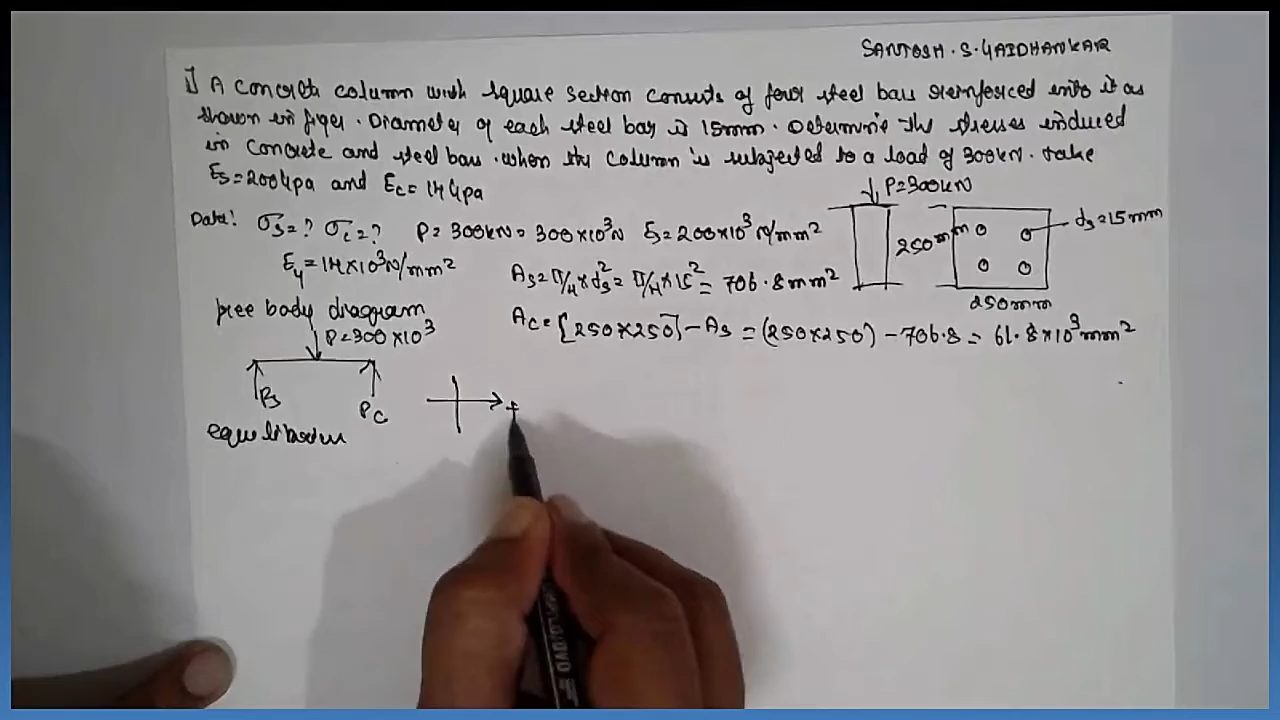 SANTOSH.S.GAIDHANKAR
1] A concrete column with square section consists of four steel bars reinforced into it as
shown in figer. Diameter of each steel bar is 15mm. Determine the stresses induced
in concrete and steel bars. when the column is subjected to a load of 300kN. take
Es=200Gpa and Ec=14Gpa
P=300kN
Data: σs=? σc=? P=300kN=300×10³N Es=200×10³N/mm²
250mm
ds=15mm
E4=14×10³N/mm²
As=π/4×ds²=π/4×15²=706.8mm²
250mm
free body diagram
P=300×10³
Ac=[250×250]-As=(250×250)-706.8=61.8×10³mm²
Ps
Pc
+
equilibrium